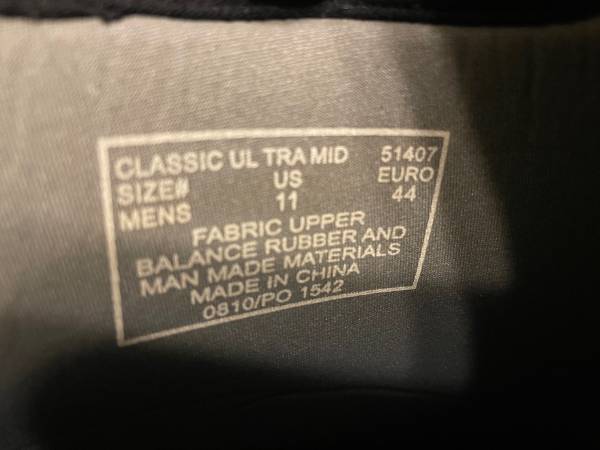 CLASSIC UL TRA MID 51407
SIZE# US EURO
MENS 11 44
FABRIC UPPER
BALANCE RUBBER AND
MAN MADE MATERIALS
MADE IN CHINA
0810/PO 1542